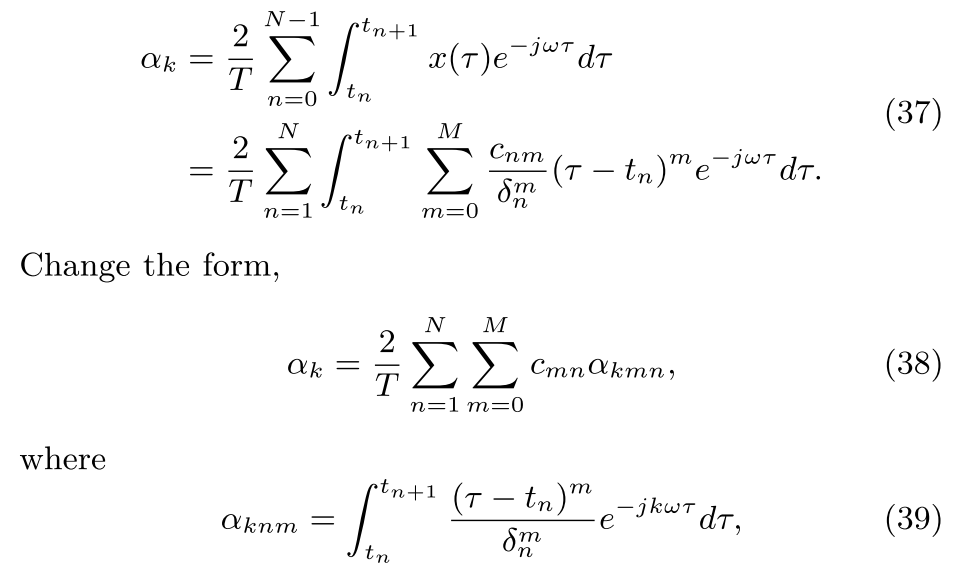 α_k = \frac{2}{T} \sum_{n=0}^{N-1} \int_{t_n}^{t_{n+1}} x(τ)e^{-jωτ}dτ
= \frac{2}{T} \sum_{n=1}^{N} \int_{t_n}^{t_{n+1}} \sum_{m=0}^{M} \frac{c_{nm}}{δ_n^m}(τ − t_n)^m e^{-jωτ}dτ. (37)
Change the form,
α_k = \frac{2}{T} \sum_{n=1}^{N} \sum_{m=0}^{M} c_{mn}α_{kmn}, (38)
where
α_{knm} = \int_{t_n}^{t_{n+1}} \frac{(τ − t_n)^m}{δ_n^m} e^{-jkωτ}dτ, (39)